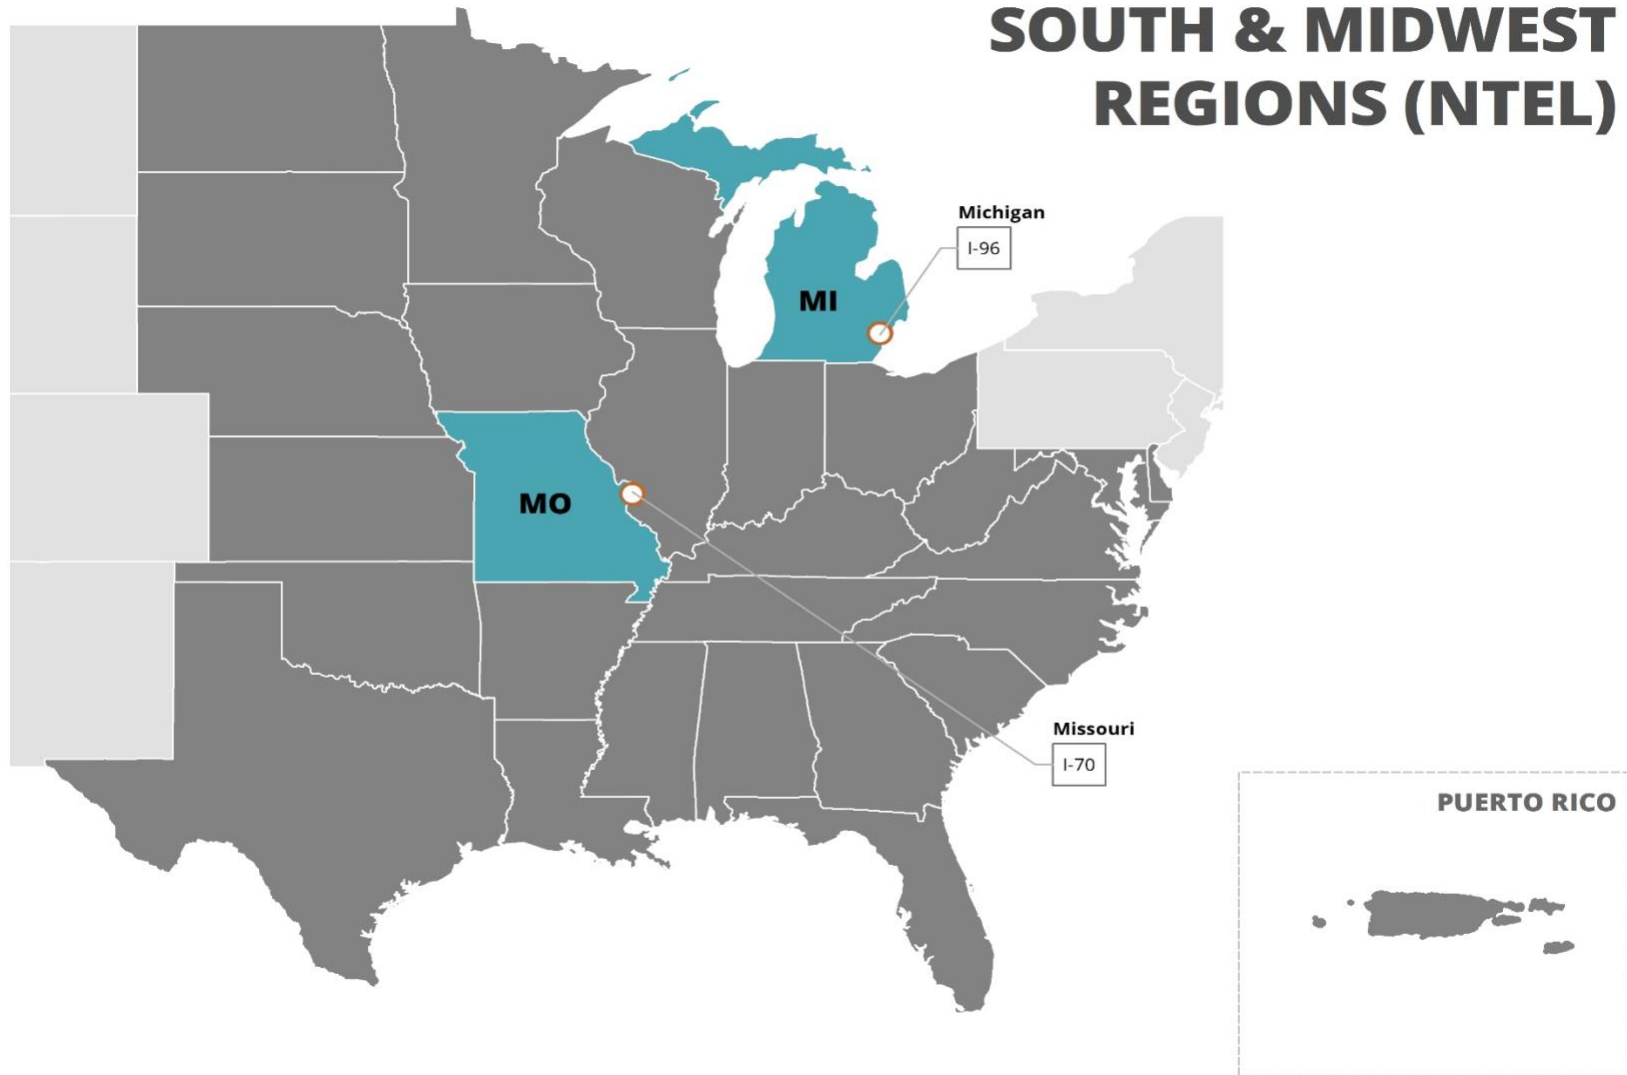 SOUTH & MIDWEST
REGIONS (NTEL)
Michigan
I-96
MI
MO
Missouri
I-70
PUERTO RICO